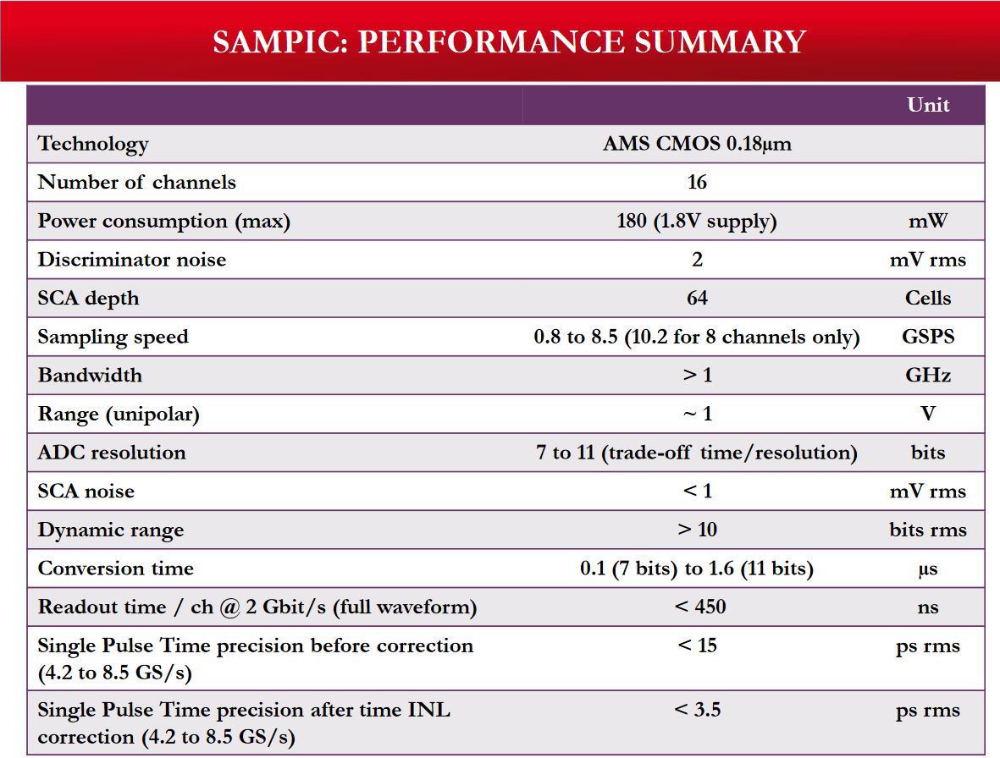 SAMPIC: PERFORMANCE SUMMARY
Unit
Technology AMS CMOS 0.18µm
Number of channels 16
Power consumption (max) 180 (1.8V supply) mW
Discriminator noise 2 mV rms
SCA depth 64 Cells
Sampling speed 0.8 to 8.5 (10.2 for 8 channels only) GSPS
Bandwidth > 1 GHz
Range (unipolar) ~ 1 V
ADC resolution 7 to 11 (trade-off time/resolution) bits
SCA noise < 1 mV rms
Dynamic range > 10 bits rms
Conversion time 0.1 (7 bits) to 1.6 (11 bits) µs
Readout time / ch @ 2 Gbit/s (full waveform) < 450 ns
Single Pulse Time precision before correction < 15 ps rms
(4.2 to 8.5 GS/s)
Single Pulse Time precision after time INL < 3.5 ps rms
correction (4.2 to 8.5 GS/s)